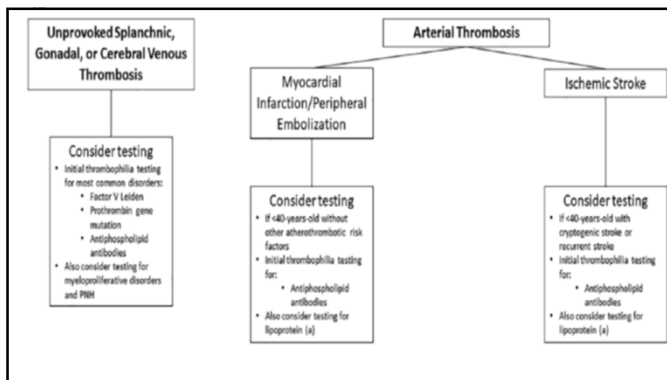 Unprovoked Splanchnic,
Gonadal, or Cerebral Venous
Thrombosis
Consider testing
• Initial thrombophilia testing
for most common disorders:
• Factor V Leiden
• Prothrombin gene
mutation
• Antiphospholipid
antibodies
• Also consider testing for
myeloproliferative disorders
and PNH
Arterial Thrombosis
Myocardial
Infarction/Peripheral
Embolization
Consider testing
• If <40-years-old without
other atherothrombotic risk
factors
• Initial thrombophilia testing
for:
• Antiphospholipid
antibodies
• Also consider testing for
lipoprotein (a)
Ischemic Stroke
Consider testing
• If <40-years-old with
cryptogenic stroke or
recurrent stroke
• Initial thrombophilia testing
for:
• Antiphospholipid
antibodies
• Also consider testing for
lipoprotein (a)